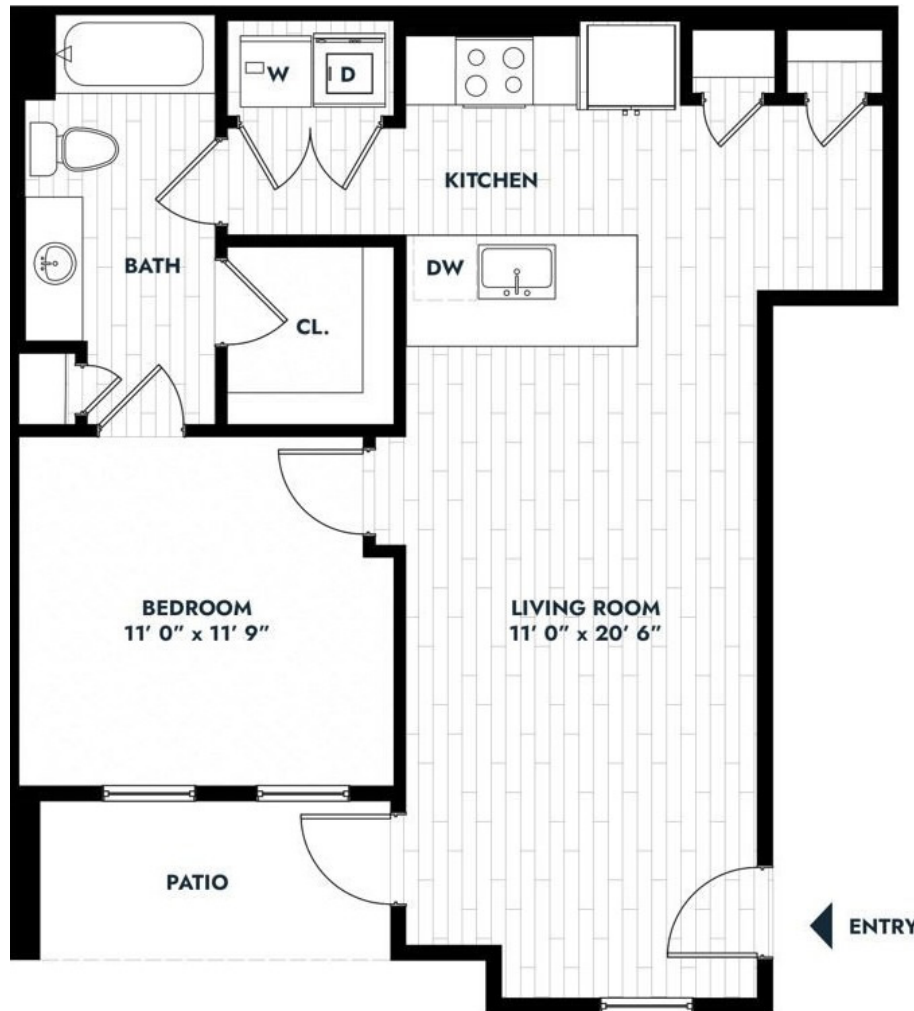 W
D
KITCHEN
BATH
DW
CL.
BEDROOM
11' 0" x 11' 9"
LIVING ROOM
11' 0" x 20' 6"
PATIO
ENTRY